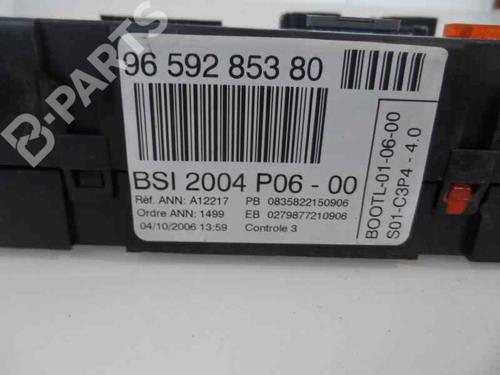 96 592 853 80
BSI 2004 P06 - 00
Réf. ANN: A12217 PB 0835822150906
Ordre ANN: 1499 EB 0279877210906
04/10/2006 13:59 Controle 3
BOOTL-01-06-00
S01-C3P4 - 4.0
B-PARTS
B-PARTS